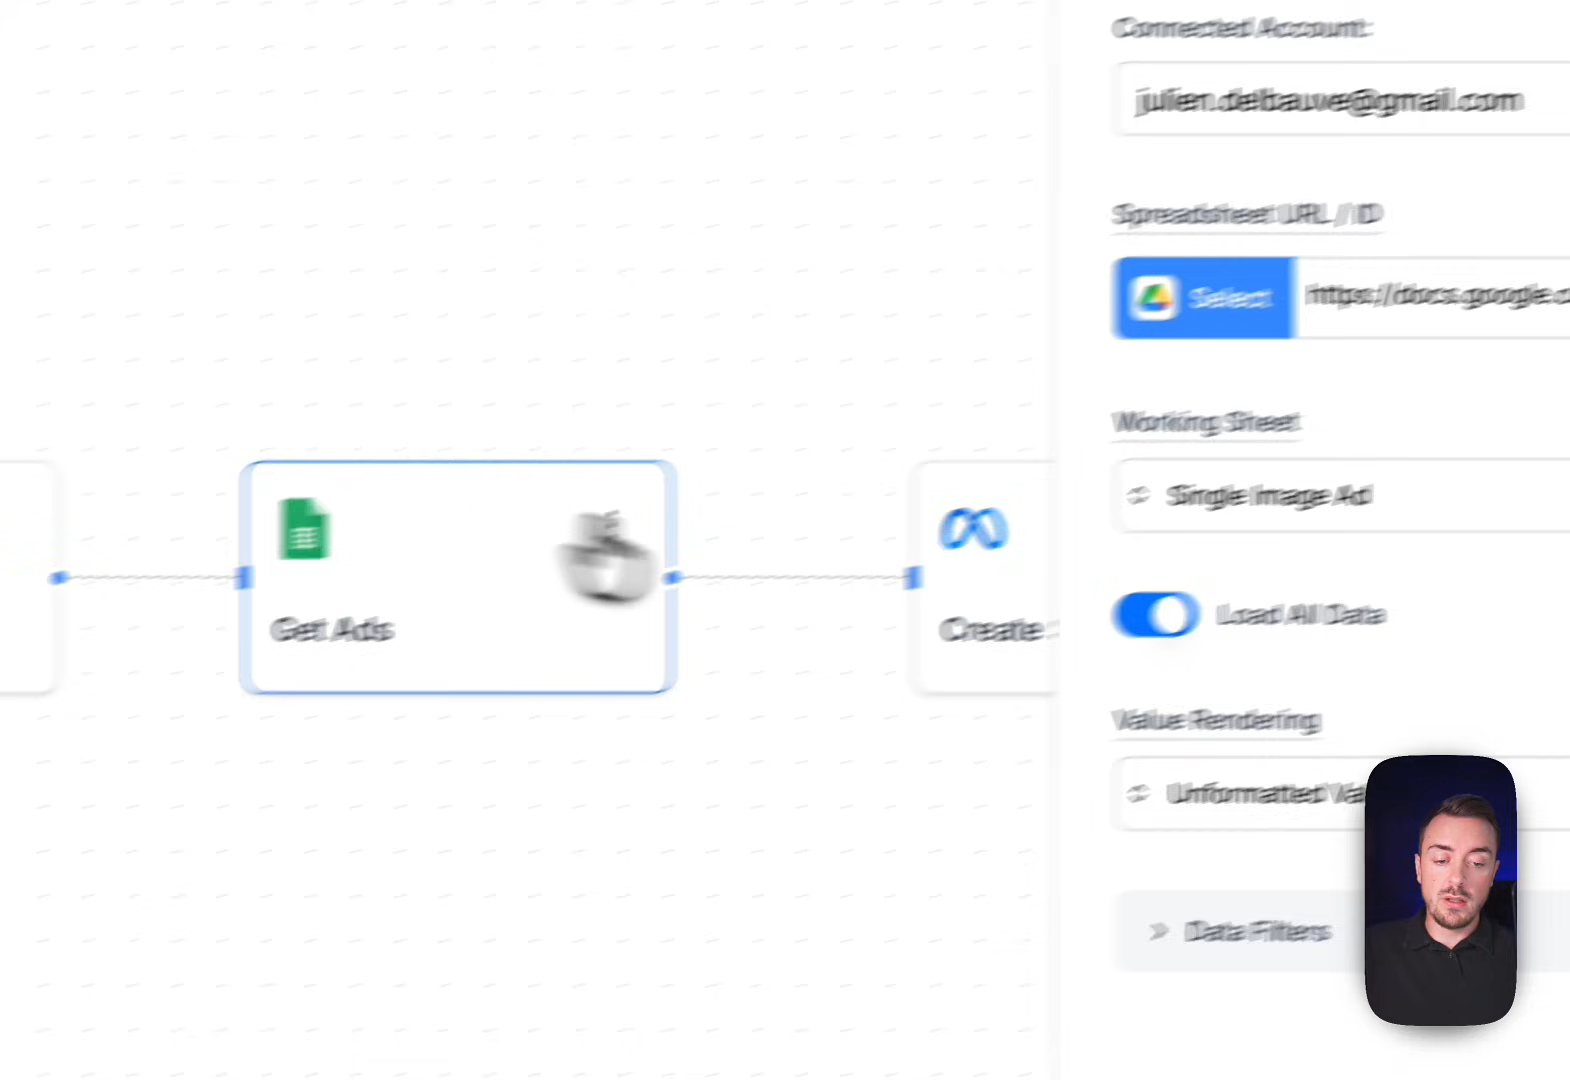 Connected Account:
julien.delbauve@gmail.com
Spreadsheet URL / ID
Select
https://docs.google.c
Working Sheet
Single Image Ad
Get Ads
Create
Load All Data
Value Rendering
Unformatted Va
Data Filters